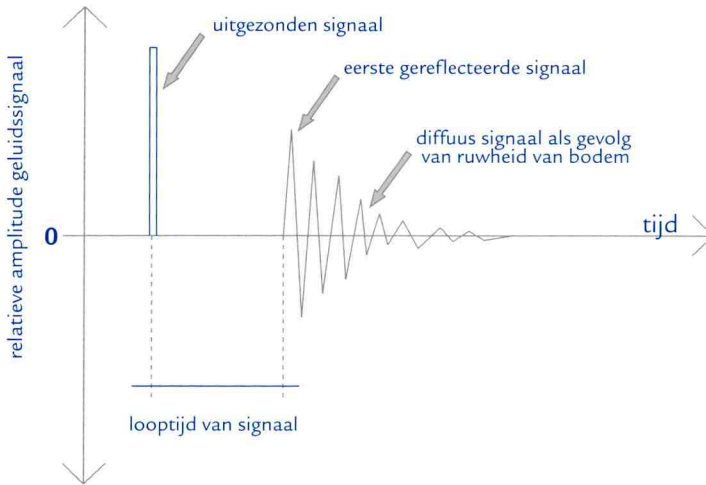 uitgezonden signaal
eerste gereflecteerde signaal
diffuus signaal als gevolg
van ruwheid van bodem
relatieve amplitude geluidssignaal
0
tijd
looptijd van signaal